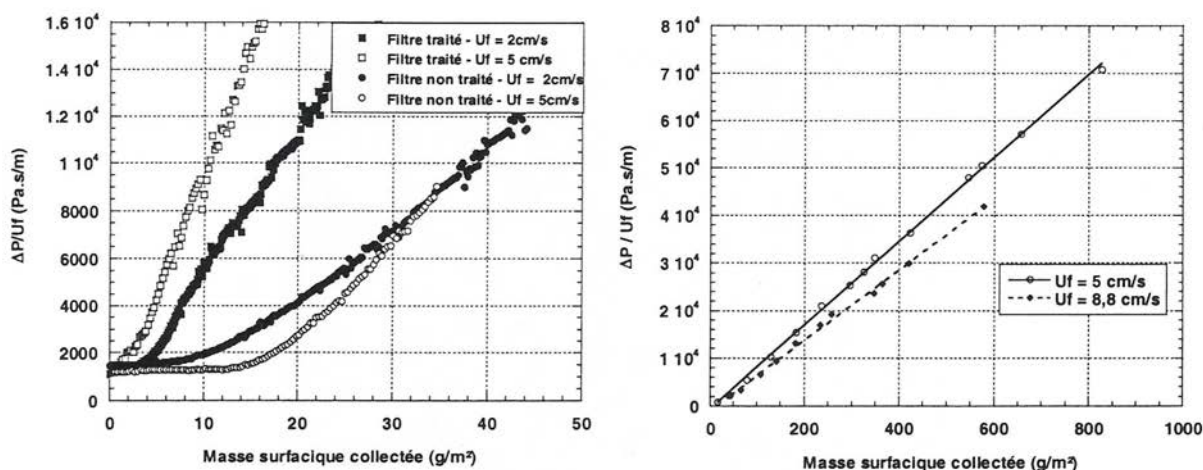 1.6 10⁴
1.4 10⁴
1.2 10⁴
1 10⁴
8000
6000
4000
2000
0
ΔP/Uf (Pa.s/m)
Filtre traité - Uf = 2cm/s
Filtre traité - Uf = 5 cm/s
Filtre non traité - Uf = 2cm/s
Filtre non traité - Uf = 5cm/s
0 10 20 30 40 50
Masse surfacique collectée (g/m²)
8 10⁴
7 10⁴
6 10⁴
5 10⁴
4 10⁴
3 10⁴
2 10⁴
1 10⁴
0
ΔP / Uf (Pa.s/m)
Uf = 5 cm/s
Uf = 8,8 cm/s
0 200 400 600 800 1000
Masse surfacique collectée (g/m²)